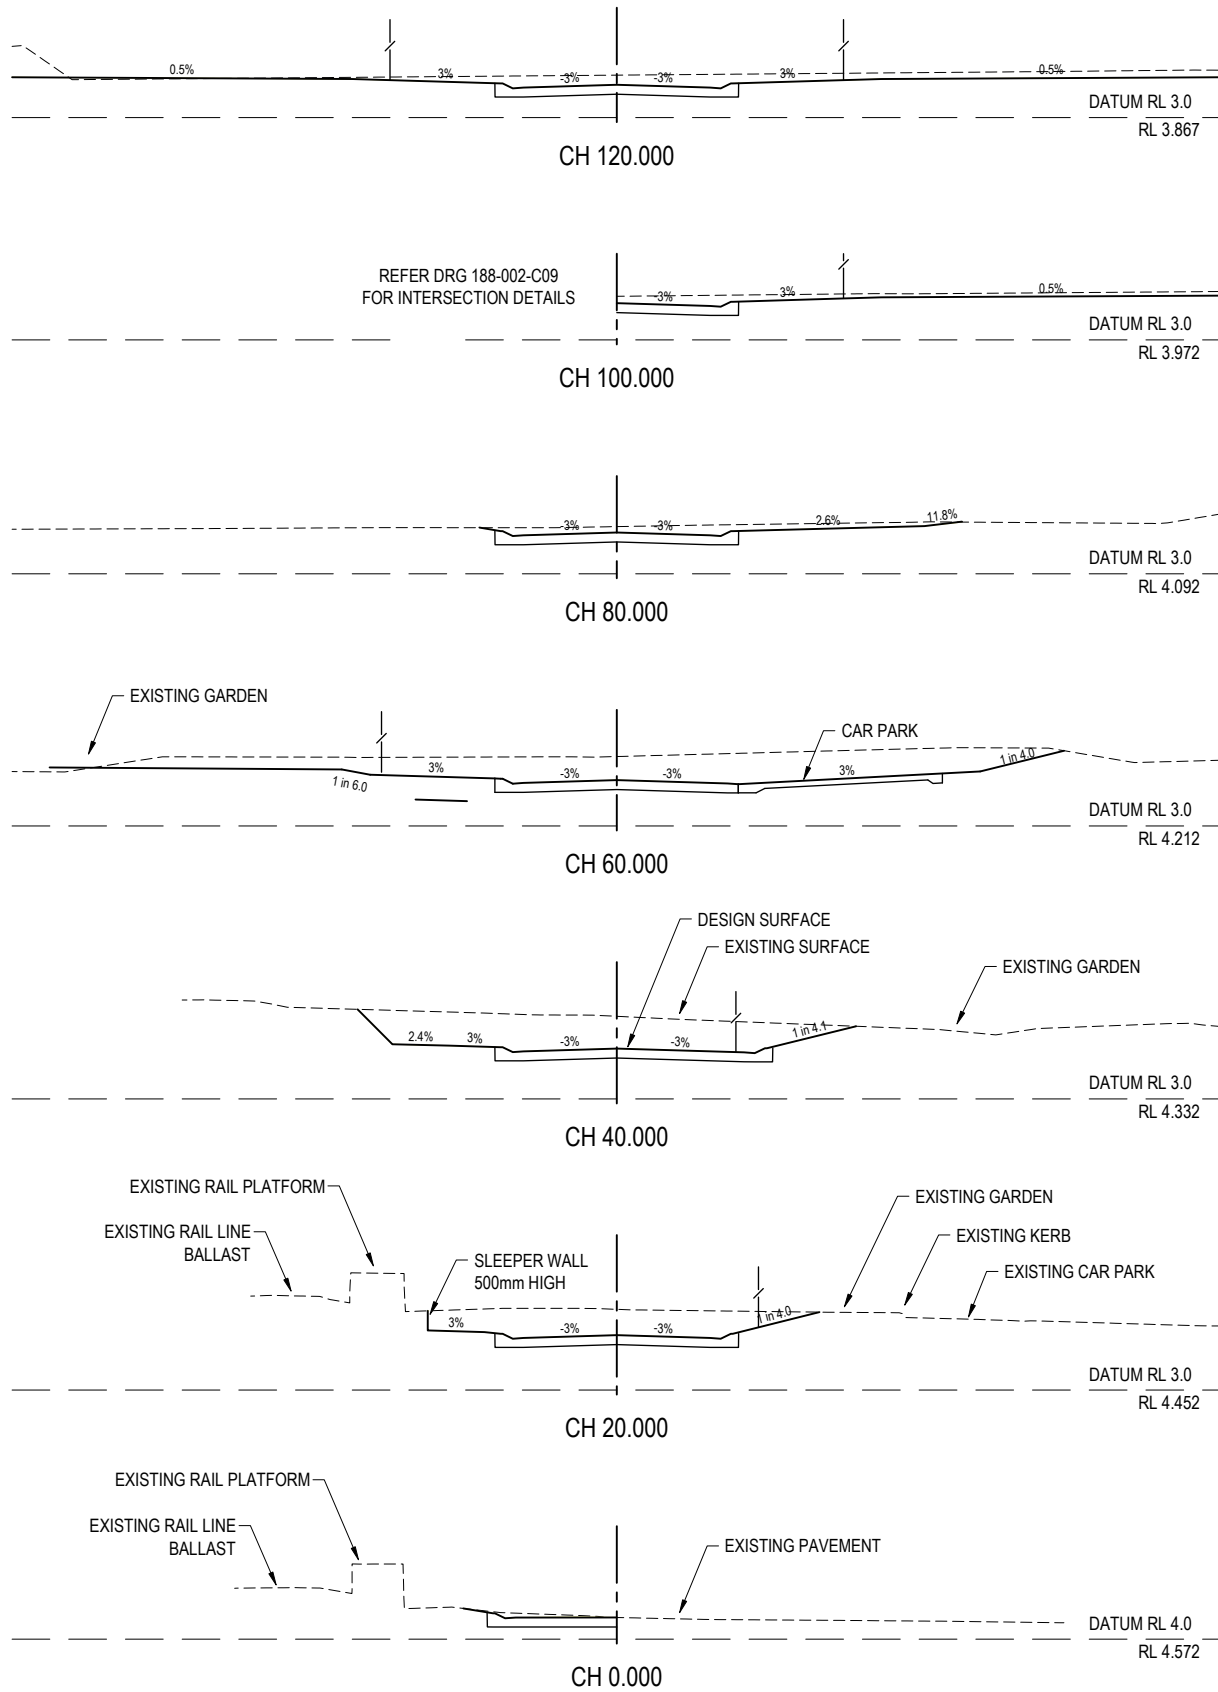 0.5% 3% -3% -3% 3% 0.5%
DATUM RL 3.0
RL 3.867
CH 120.000
REFER DRG 188-002-C09
FOR INTERSECTION DETAILS
-3% 3% 0.5%
DATUM RL 3.0
RL 3.972
CH 100.000
-3% -3% 2.6% 11.8%
DATUM RL 3.0
RL 4.092
CH 80.000
EXISTING GARDEN
CAR PARK
1 in 6.0 3% -3% -3% 3% 1 in 4.0
DATUM RL 3.0
RL 4.212
CH 60.000
DESIGN SURFACE
EXISTING SURFACE
EXISTING GARDEN
2.4% 3% -3% -3% 1 in 4.1
DATUM RL 3.0
RL 4.332
CH 40.000
EXISTING RAIL PLATFORM
EXISTING RAIL LINE
BALLAST
SLEEPER WALL
500mm HIGH
EXISTING GARDEN
EXISTING KERB
EXISTING CAR PARK
3% -3% -3% 1 in 4.0
DATUM RL 3.0
RL 4.452
CH 20.000
EXISTING RAIL PLATFORM
EXISTING RAIL LINE
BALLAST
EXISTING PAVEMENT
DATUM RL 4.0
RL 4.572
CH 0.000